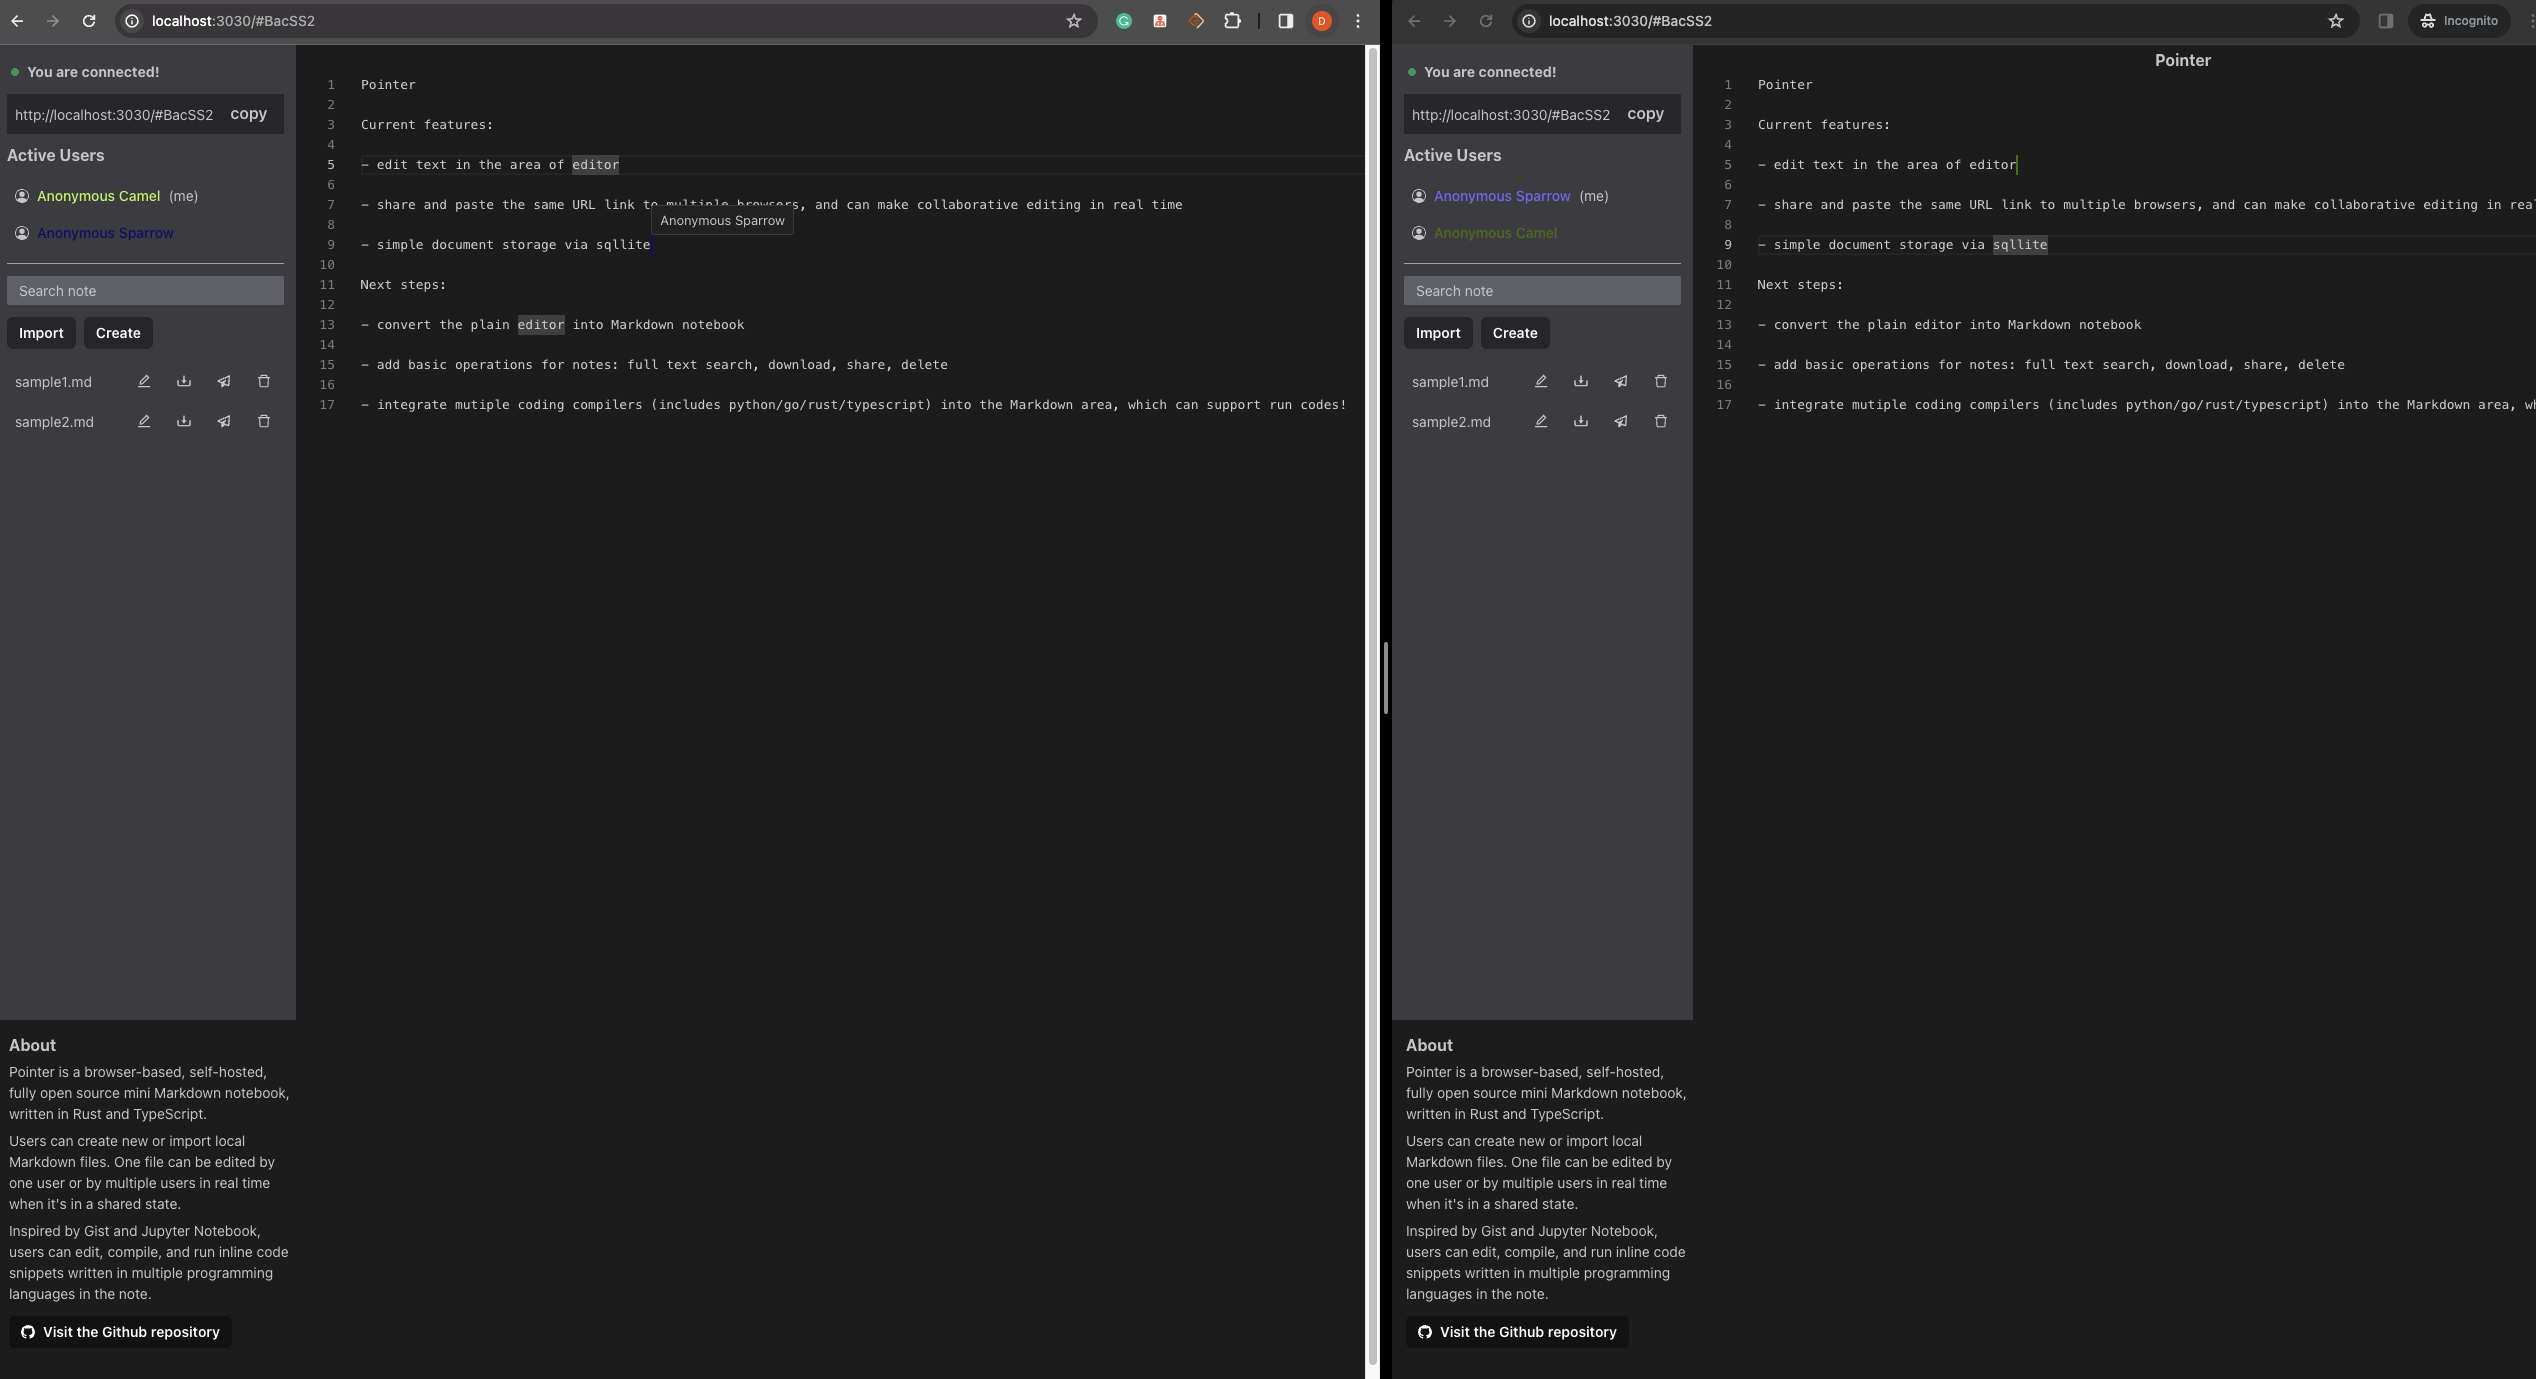 localhost:3030/#BacSS2
D
You are connected!
http://localhost:3030/#BacSS2 copy
Active Users
Anonymous Camel (me)
Anonymous Sparrow
Search note
Import Create
sample1.md
sample2.md
1 Pointer
2
3 Current features:
4
5 - edit text in the area of editor
6
7 - share and paste the same URL link to multiple browsers, and can make collaborative editing in real time
8
Anonymous Sparrow
9 - simple document storage via sqllite
10
11 Next steps:
12
13 - convert the plain editor into Markdown notebook
14
15 - add basic operations for notes: full text search, download, share, delete
16
17 - integrate mutiple coding compilers (includes python/go/rust/typescript) into the Markdown area, which can support run codes!
About
Pointer is a browser-based, self-hosted,
fully open source mini Markdown notebook,
written in Rust and TypeScript.
Users can create new or import local
Markdown files. One file can be edited by
one user or by multiple users in real time
when it's in a shared state.
Inspired by Gist and Jupyter Notebook,
users can edit, compile, and run inline code
snippets written in multiple programming
languages in the note.
Visit the Github repository
localhost:3030/#BacSS2
Incognito
You are connected!
http://localhost:3030/#BacSS2 copy
Active Users
Anonymous Sparrow (me)
Anonymous Camel
Search note
Import Create
sample1.md
sample2.md
Pointer
1 Pointer
2
3 Current features:
4
5 - edit text in the area of editor
6
7 - share and paste the same URL link to multiple browsers, and can make collaborative editing in rea
8
9 - simple document storage via sqllite
10
11 Next steps:
12
13 - convert the plain editor into Markdown notebook
14
15 - add basic operations for notes: full text search, download, share, delete
16
17 - integrate mutiple coding compilers (includes python/go/rust/typescript) into the Markdown area, wh
About
Pointer is a browser-based, self-hosted,
fully open source mini Markdown notebook,
written in Rust and TypeScript.
Users can create new or import local
Markdown files. One file can be edited by
one user or by multiple users in real time
when it's in a shared state.
Inspired by Gist and Jupyter Notebook,
users can edit, compile, and run inline code
snippets written in multiple programming
languages in the note.
Visit the Github repository